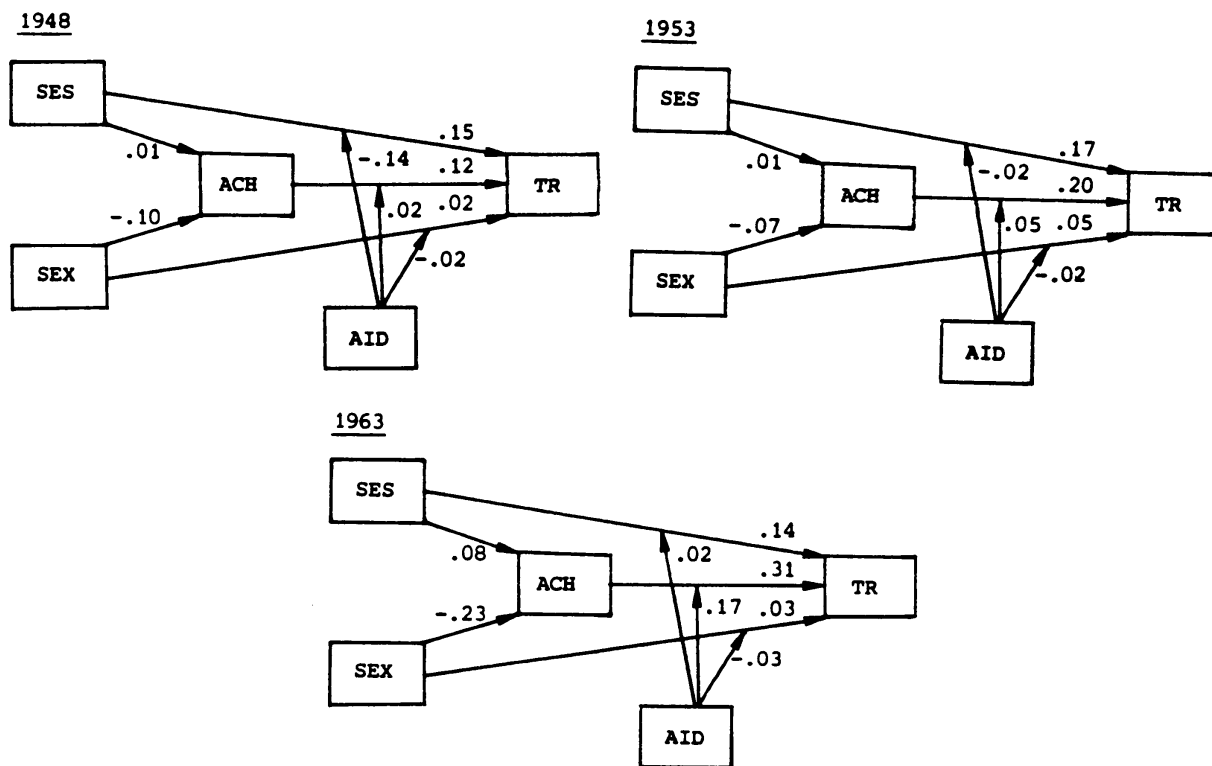 1948
SES
.15
.01
-.14
.12
ACH
TR
-.10
.02
.02
SEX
-.02
AID
1953
SES
.17
.01
-.02
.20
ACH
TR
-.07
.05
.05
SEX
-.02
AID
1963
SES
.14
.08
.02
.31
ACH
TR
-.23
.17
.03
SEX
-.03
AID